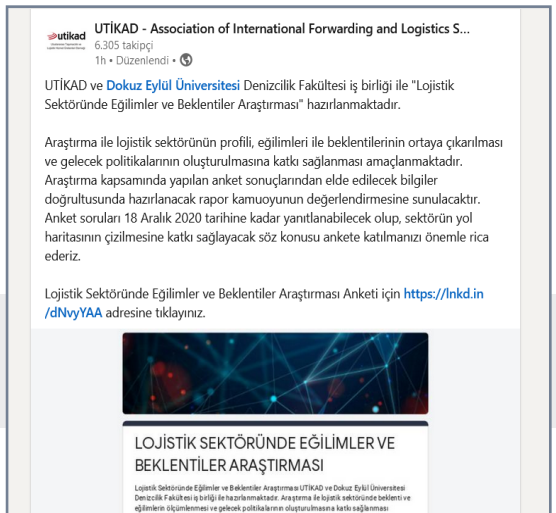 UTİKAD - Association of International Forwarding and Logistics S...
utikad
6.305 takipçi
1h • Düzenlendi •
UTİKAD ve Dokuz Eylül Üniversitesi Denizcilik Fakültesi iş birliği ile "Lojistik
Sektöründe Eğilimler ve Beklentiler Araştırması" hazırlanmaktadır.
Araştırma ile lojistik sektörünün profili, eğilimleri ile beklentilerinin ortaya çıkarılması
ve gelecek politikalarının oluşturulmasına katkı sağlanması amaçlanmaktadır.
Araştırma kapsamında yapılan anket sonuçlarından elde edilecek bilgiler
doğrultusunda hazırlanacak rapor kamuoyunun değerlendirmesine sunulacaktır.
Anket soruları 18 Aralık 2020 tarihine kadar yanıtlanabilecek olup, sektörün yol
haritasının çizilmesine katkı sağlayacak söz konusu ankete katılmanızı önemle rica
ederiz.
Lojistik Sektöründe Eğilimler ve Beklentiler Araştırması Anketi için https://lnkd.in
/dNvyYAA adresine tıklayınız.
LOJİSTİK SEKTÖRÜNDE EĞİLİMLER VE
BEKLENTİLER ARAŞTIRMASI
Lojistik Sektöründe Eğilimler ve Beklentiler Araştırması UTİKAD ve Dokuz Eylül Üniversitesi
Denizcilik Fakültesi iş birliği ile hazırlanmaktadır. Araştırma ile lojistik sektöründe beklenti ve
eğilimlerin ölçümlenmesi ve gelecek politikalarının oluşturulmasına katkı sağlanması